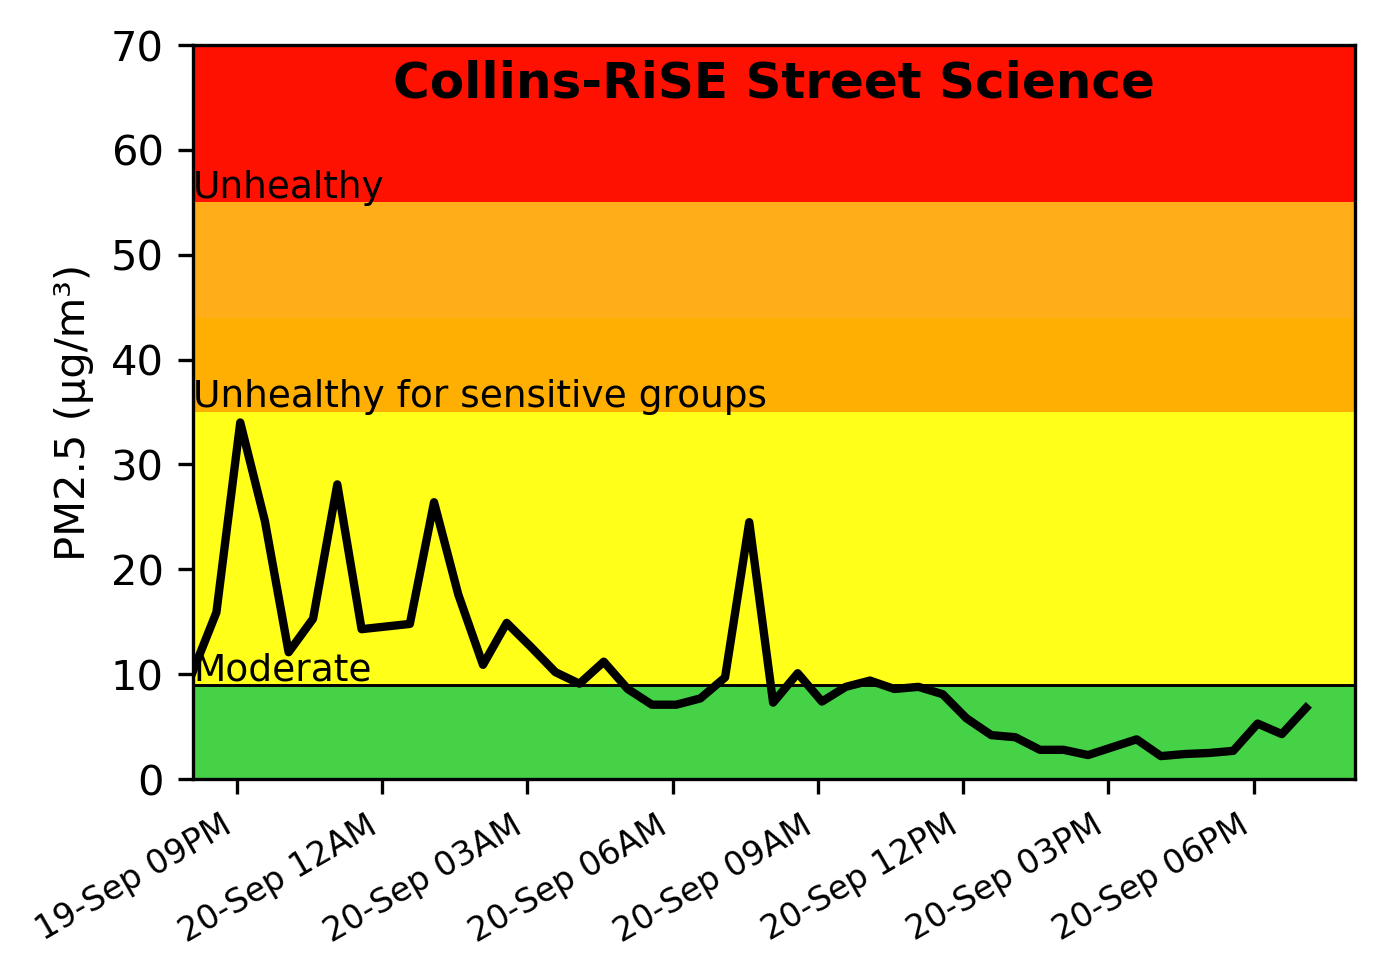 Collins-RiSE Street Science
70
60
Unhealthy
50
40
Unhealthy for sensitive groups
30
20
10
Moderate
0
PM2.5 (µg/m³)
19-Sep 09PM
20-Sep 12AM
20-Sep 03AM
20-Sep 06AM
20-Sep 09AM
20-Sep 12PM
20-Sep 03PM
20-Sep 06PM